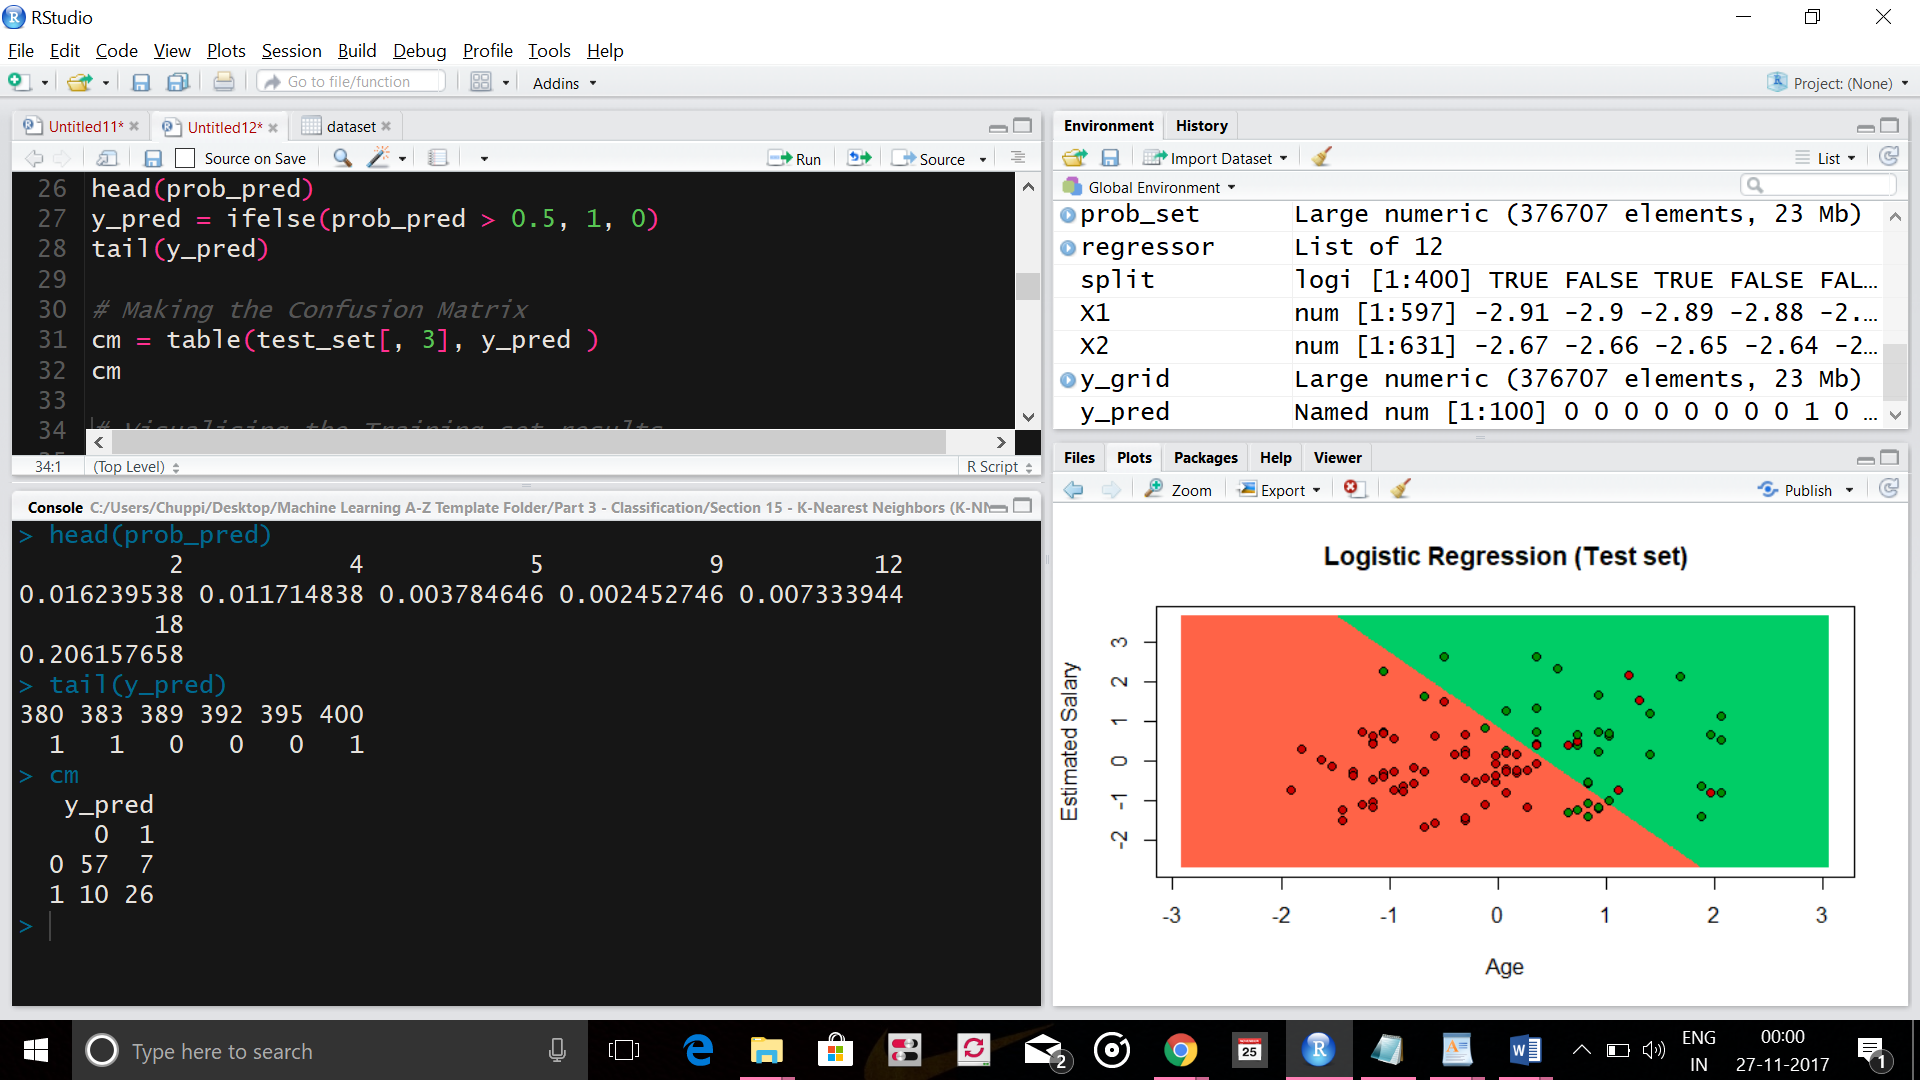 RStudio
File Edit Code View Plots Session Build Debug Profile Tools Help
Go to file/function Addins Project: (None)
Untitled11* Untitled12* dataset
Source on Save Run Source
26 head(prob_pred)
27 y_pred = ifelse(prob_pred > 0.5, 1, 0)
28 tail(y_pred)
29
30 # Making the Confusion Matrix
31 cm = table(test_set[, 3], y_pred )
32 cm
33
34 # Visualising the Training set results
34:1 (Top Level) R Script
Console C:/Users/Chuppi/Desktop/Machine Learning A-Z Template Folder/Part 3 - Classification/Section 15 - K-Nearest Neighbors (K-NN
> head(prob_pred)
2 4 5 9 12
0.016239538 0.011714838 0.003784646 0.002452746 0.007333944
18
0.206157658
> tail(y_pred)
380 383 389 392 395 400
1 1 0 0 0 1
> cm
y_pred
0 1
0 57 7
1 10 26
>
Environment History
Import Dataset List
Global Environment
prob_set Large numeric (376707 elements, 23 Mb)
regressor List of 12
split logi [1:400] TRUE FALSE TRUE FALSE FAL...
X1 num [1:597] -2.91 -2.9 -2.89 -2.88 -2....
X2 num [1:631] -2.67 -2.66 -2.65 -2.64 -2...
y_grid Large numeric (376707 elements, 23 Mb)
y_pred Named num [1:100] 0 0 0 0 0 0 0 0 1 0 ...
Files Plots Packages Help Viewer
Zoom Export Publish
Logistic Regression (Test set)
Estimated Salary
3
2
1
0
-1
-2
-3 -2 -1 0 1 2 3
Age
Type here to search
2
25
ENG
IN
00:00
27-11-2017
1